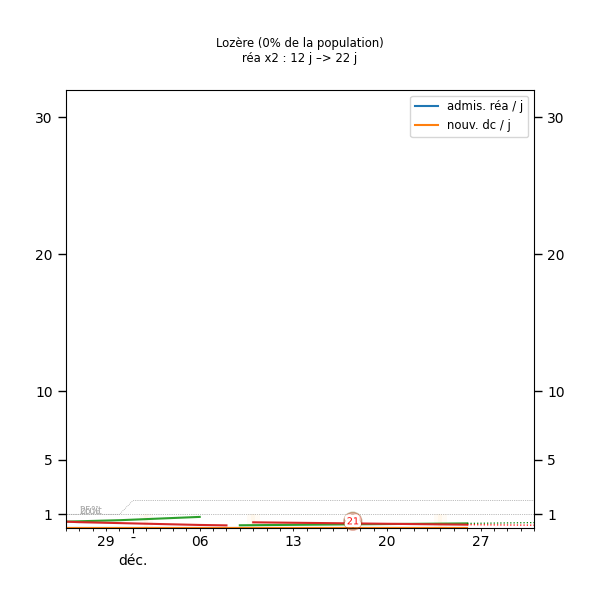 Lozère (0% de la population)
réa x2 : 12 j –> 22 j
admis. réa / j
nouv. dc / j
30 30
20 20
10 10
5 5
1 1
21
29 - 06 13 20 27
déc.